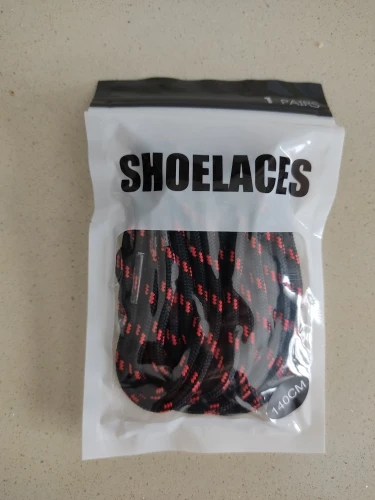 1 PAIRS
SHOELACES
140CM